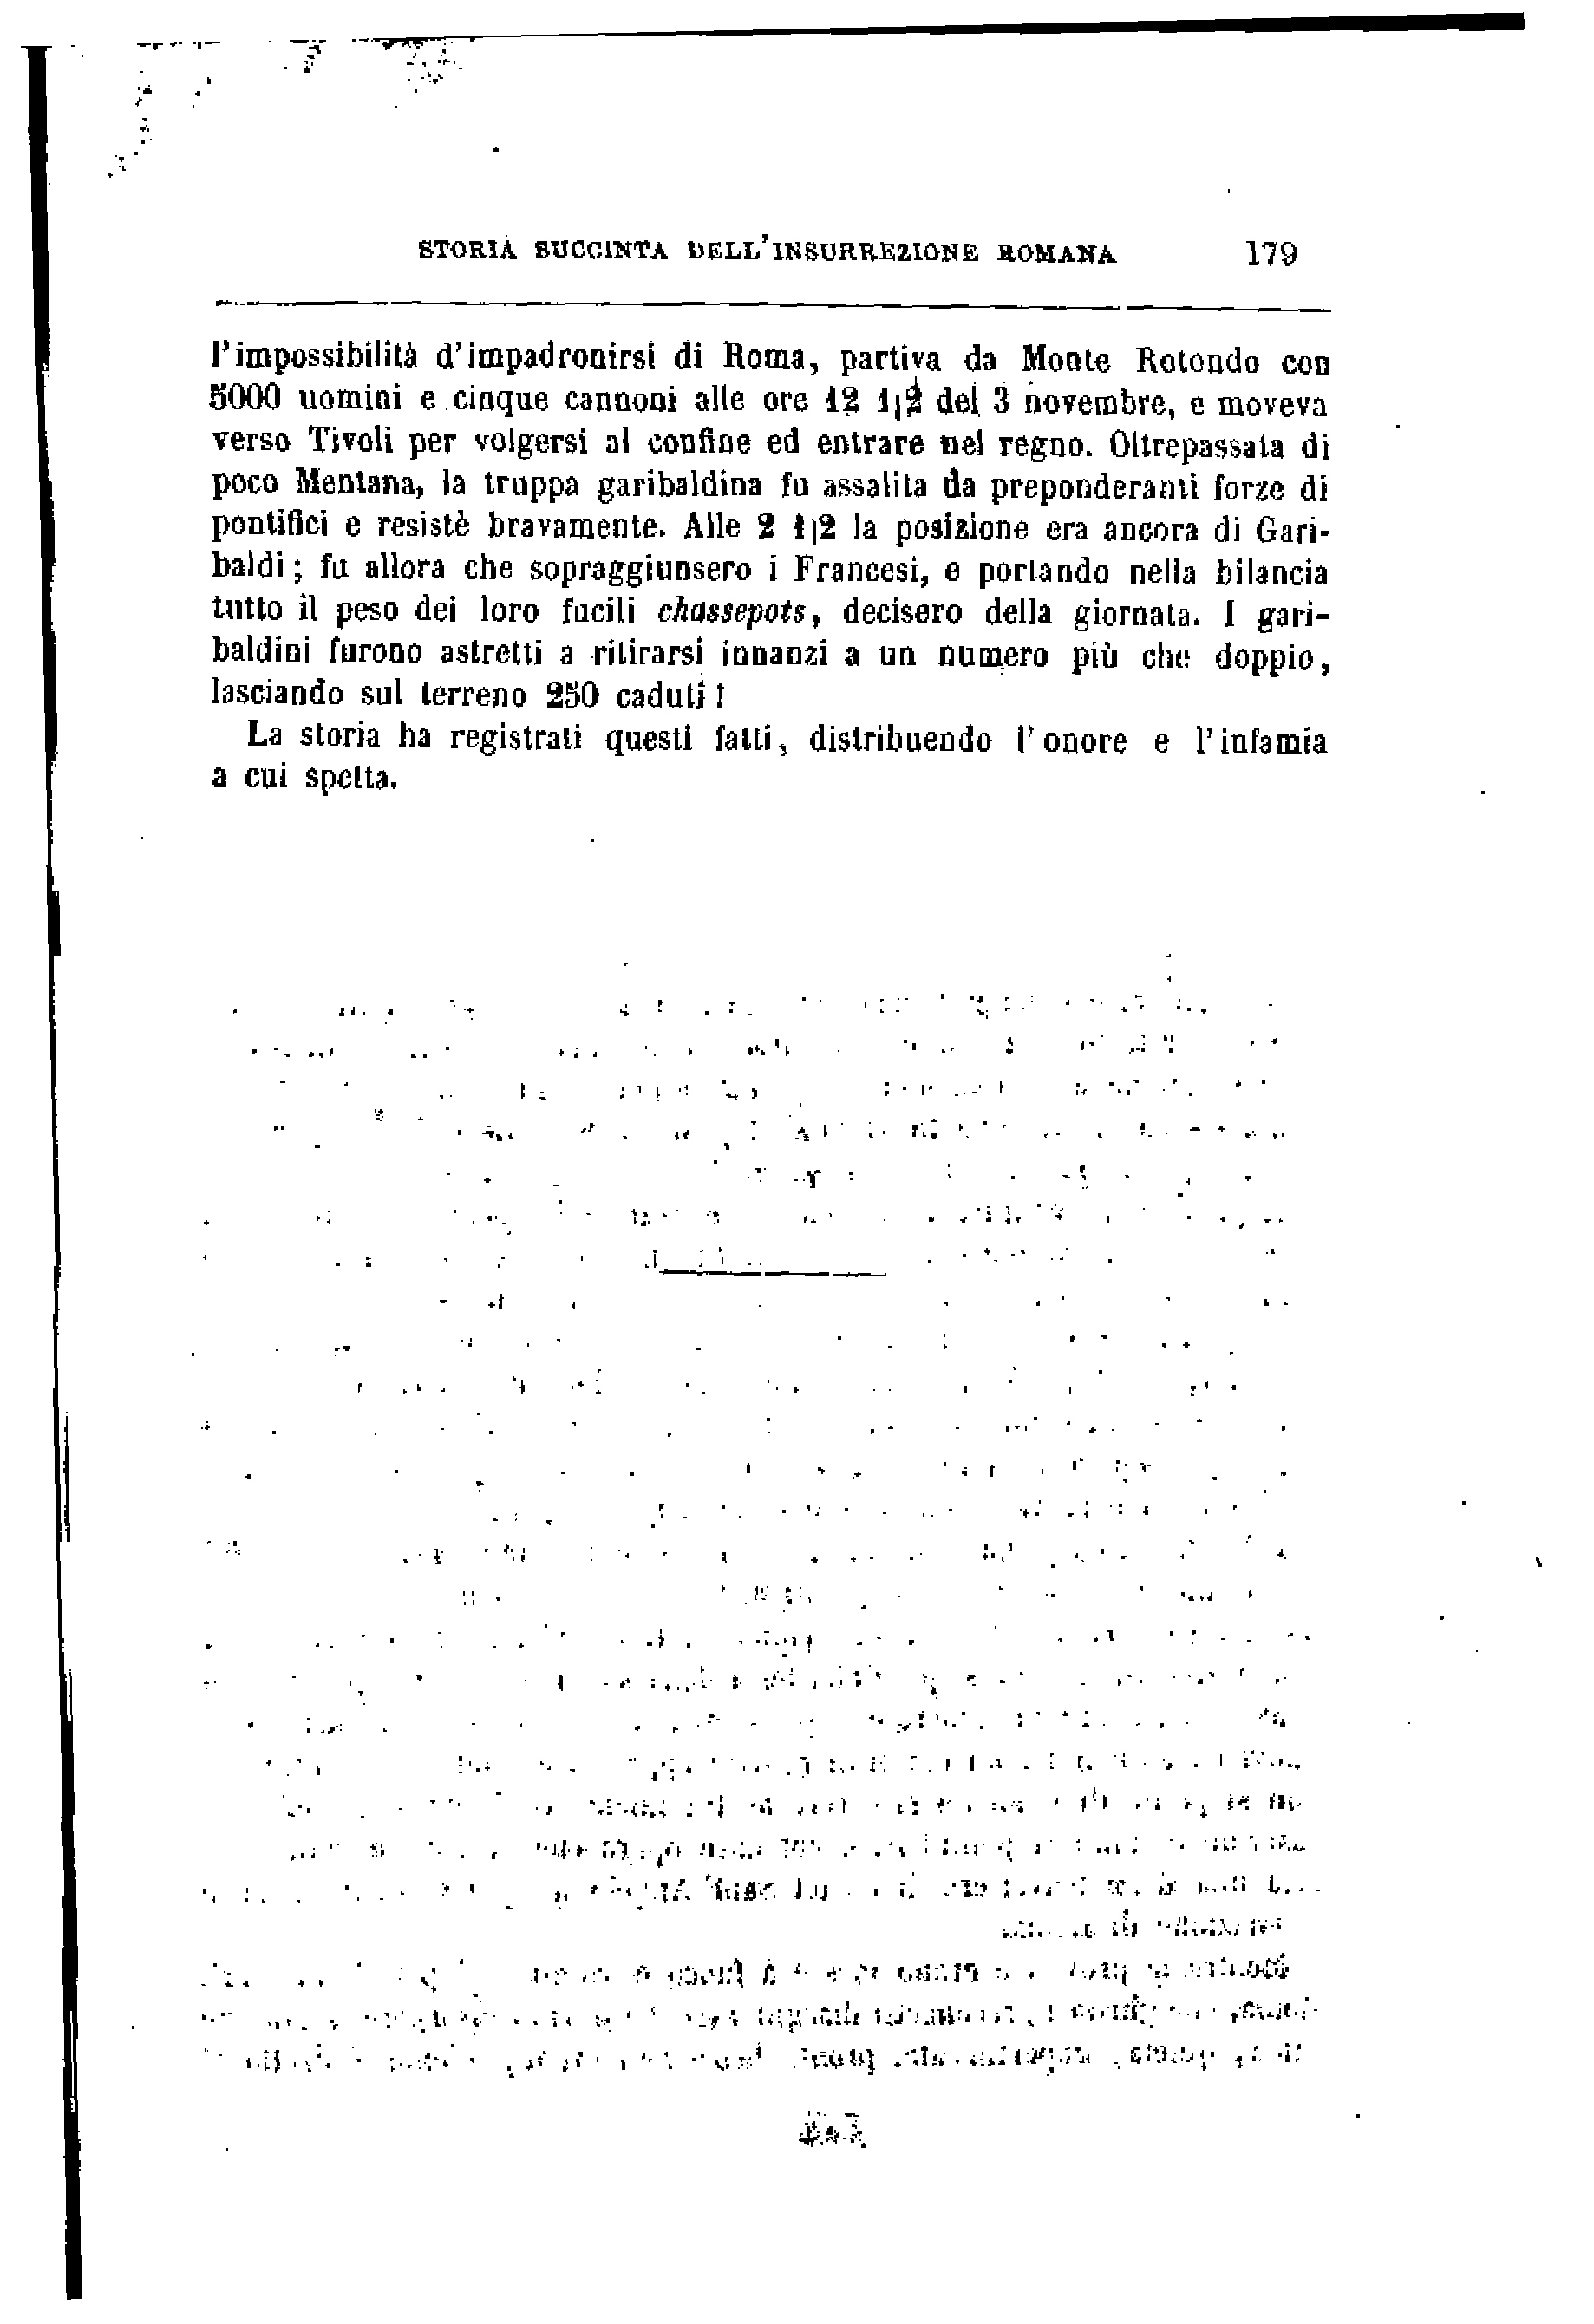 STORIA SUCCINTA DELL'INSURREZIONE ROMANA 179
l'impossibilità d'impadronirsi di Roma, partiva da Monte Rotondo con
5000 uomini e cinque cannoni alle ore 12 1|2 del 3 novembre, e moveva
verso Tivoli per volgersi al confine ed entrare nel regno. Oltrepassata di
poco Mentana, la truppa garibaldina fu assalita da preponderanti forze di
pontifici e resistè bravamente. Alle 2 1|2 la posizione era ancora di Gari-
baldi; fu allora che sopraggiunsero i Francesi, e portando nella bilancia
tutto il peso dei loro fucili chassepots, decisero della giornata. I gari-
baldini furono astretti a ritirarsi innanzi a un numero più che doppio,
lasciando sul terreno 250 caduti!
La storia ha registrati questi fatti, distribuendo l'onore e l'infamia
a cui spetta.